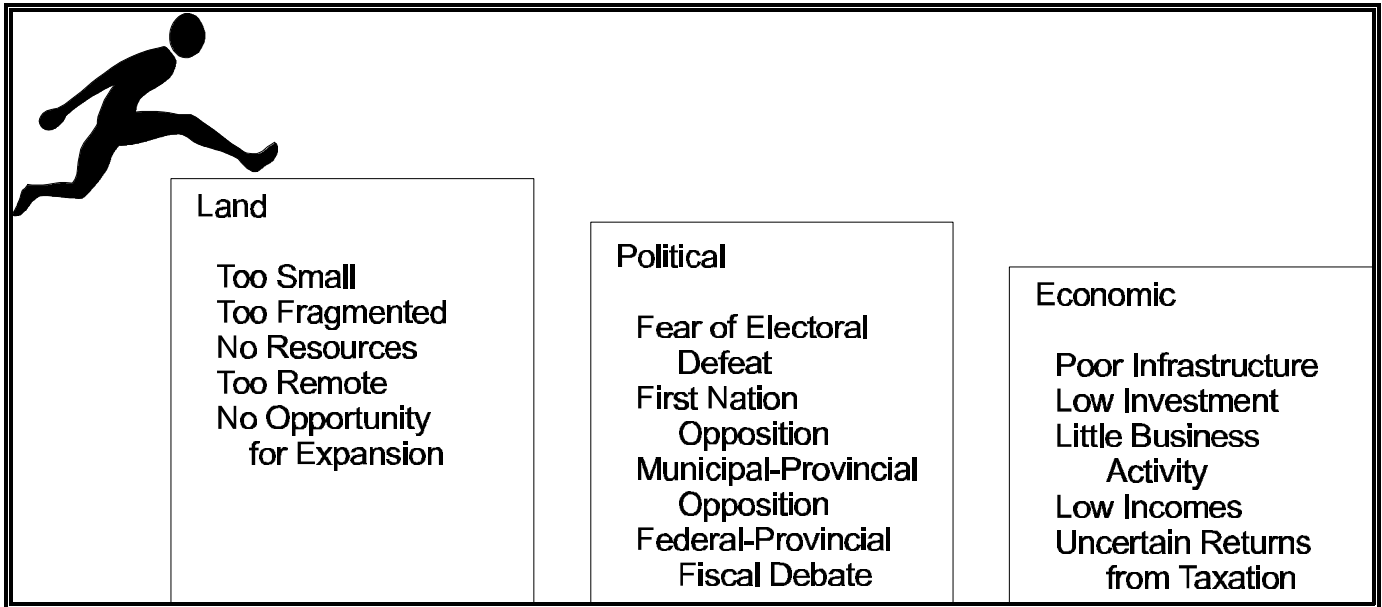 Land
Too Small
Too Fragmented
No Resources
Too Remote
No Opportunity
for Expansion
Political
Fear of Electoral
Defeat
First Nation
Opposition
Municipal-Provincial
Opposition
Federal-Provincial
Fiscal Debate
Economic
Poor Infrastructure
Low Investment
Little Business
Activity
Low Incomes
Uncertain Returns
from Taxation